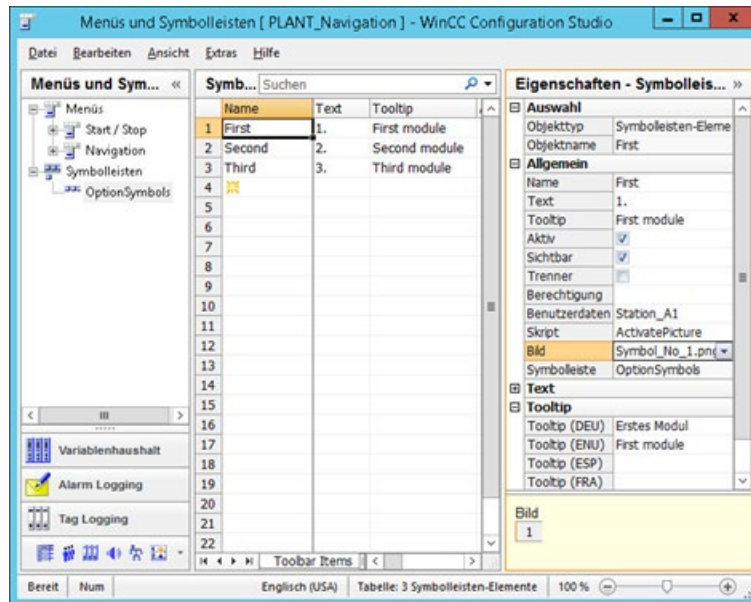 Menüs und Symbolleisten [ PLANT_Navigation ] - WinCC Configuration Studio
Datei Bearbeiten Ansicht Extras Hilfe
Menüs und Sym... «
Menüs
Start / Stop
Navigation
Symbolleisten
OptionSymbols
Variablenhaushalt
Alarm Logging
Tag Logging
Symb... Suchen
Name Text Tooltip
1 First 1. First module
2 Second 2. Second module
3 Third 3. Third module
4
5
6
7
8
9
10
11
12
13
14
15
16
17
18
19
20
21
22
Toolbar Items
Eigenschaften - Symbolleis... »
Auswahl
Objekttyp Symbolleisten-Eleme
Objektname First
Allgemein
Name First
Text 1.
Tooltip First module
Aktiv
Sichtbar
Trenner
Berechtigung
Benutzerdaten Station_A1
Skript ActivatePicture
Bild Symbol_No_1.png
Symbolleiste OptionSymbols
Text
Tooltip
Tooltip (DEU) Erstes Modul
Tooltip (ENU) First module
Tooltip (ESP)
Tooltip (FRA)
Bild
1
Bereit Num Englisch (USA) Tabelle: 3 Symbolleisten-Elemente 100 %